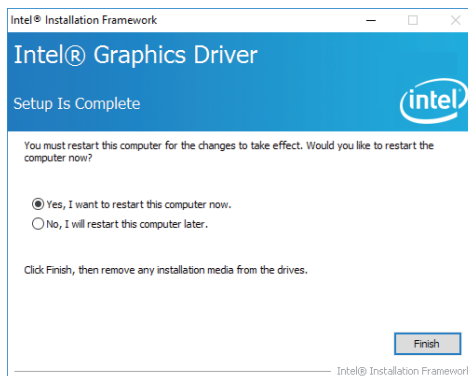 Intel® Installation Framework
Intel® Graphics Driver
Setup Is Complete
intel
You must restart this computer for the changes to take effect. Would you like to restart the
computer now?
Yes, I want to restart this computer now.
No, I will restart this computer later.
Click Finish, then remove any installation media from the drives.
Finish
Intel® Installation Framework